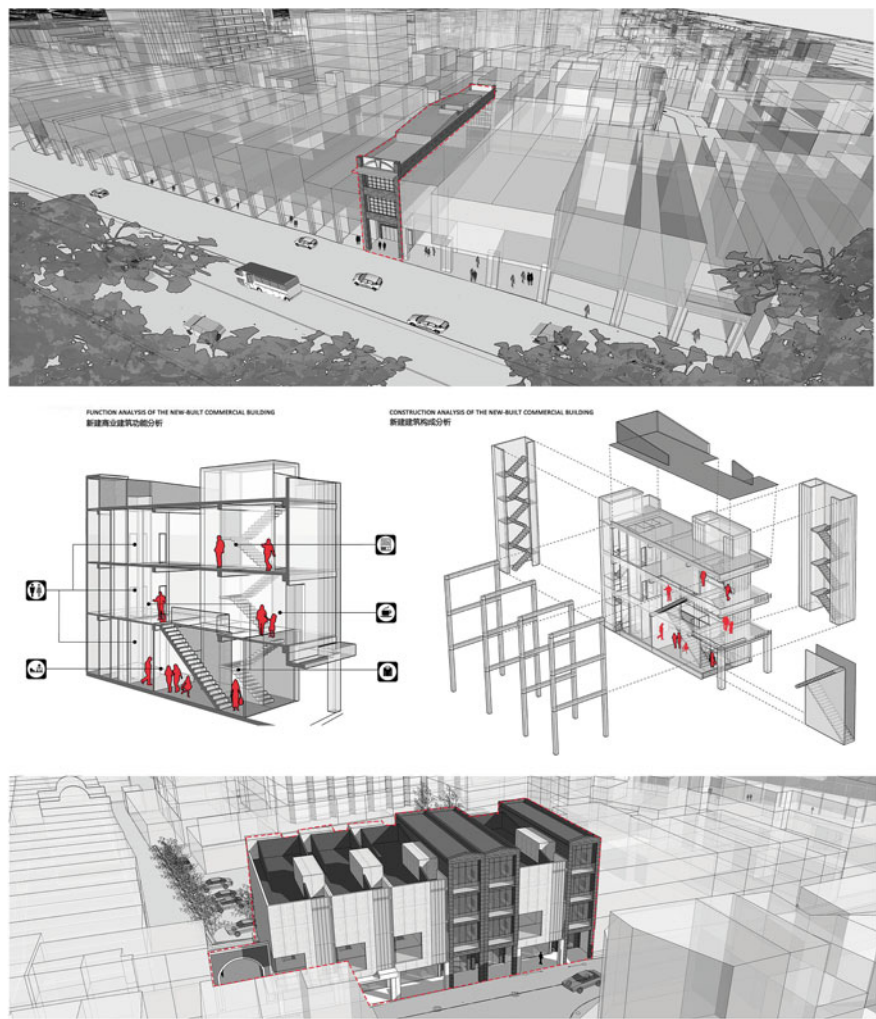 FUNCTION ANALYSIS OF THE NEW-BUILT COMMERCIAL BUILDING
新建商业建筑功能分析
CONSTRUCTION ANALYSIS OF THE NEW-BUILT COMMERCIAL BUILDING
新建建筑构成分析